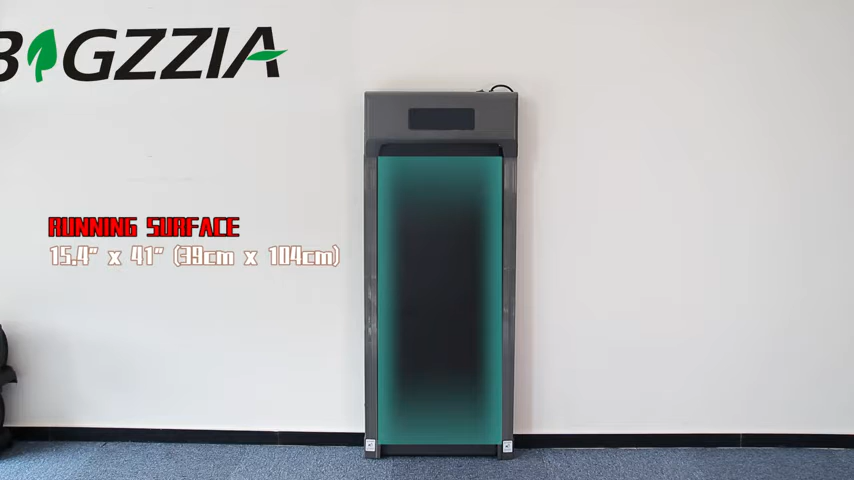 BIGZZIA
RUNNING SURFACE
15.4" x 41" (39cm x 104cm)